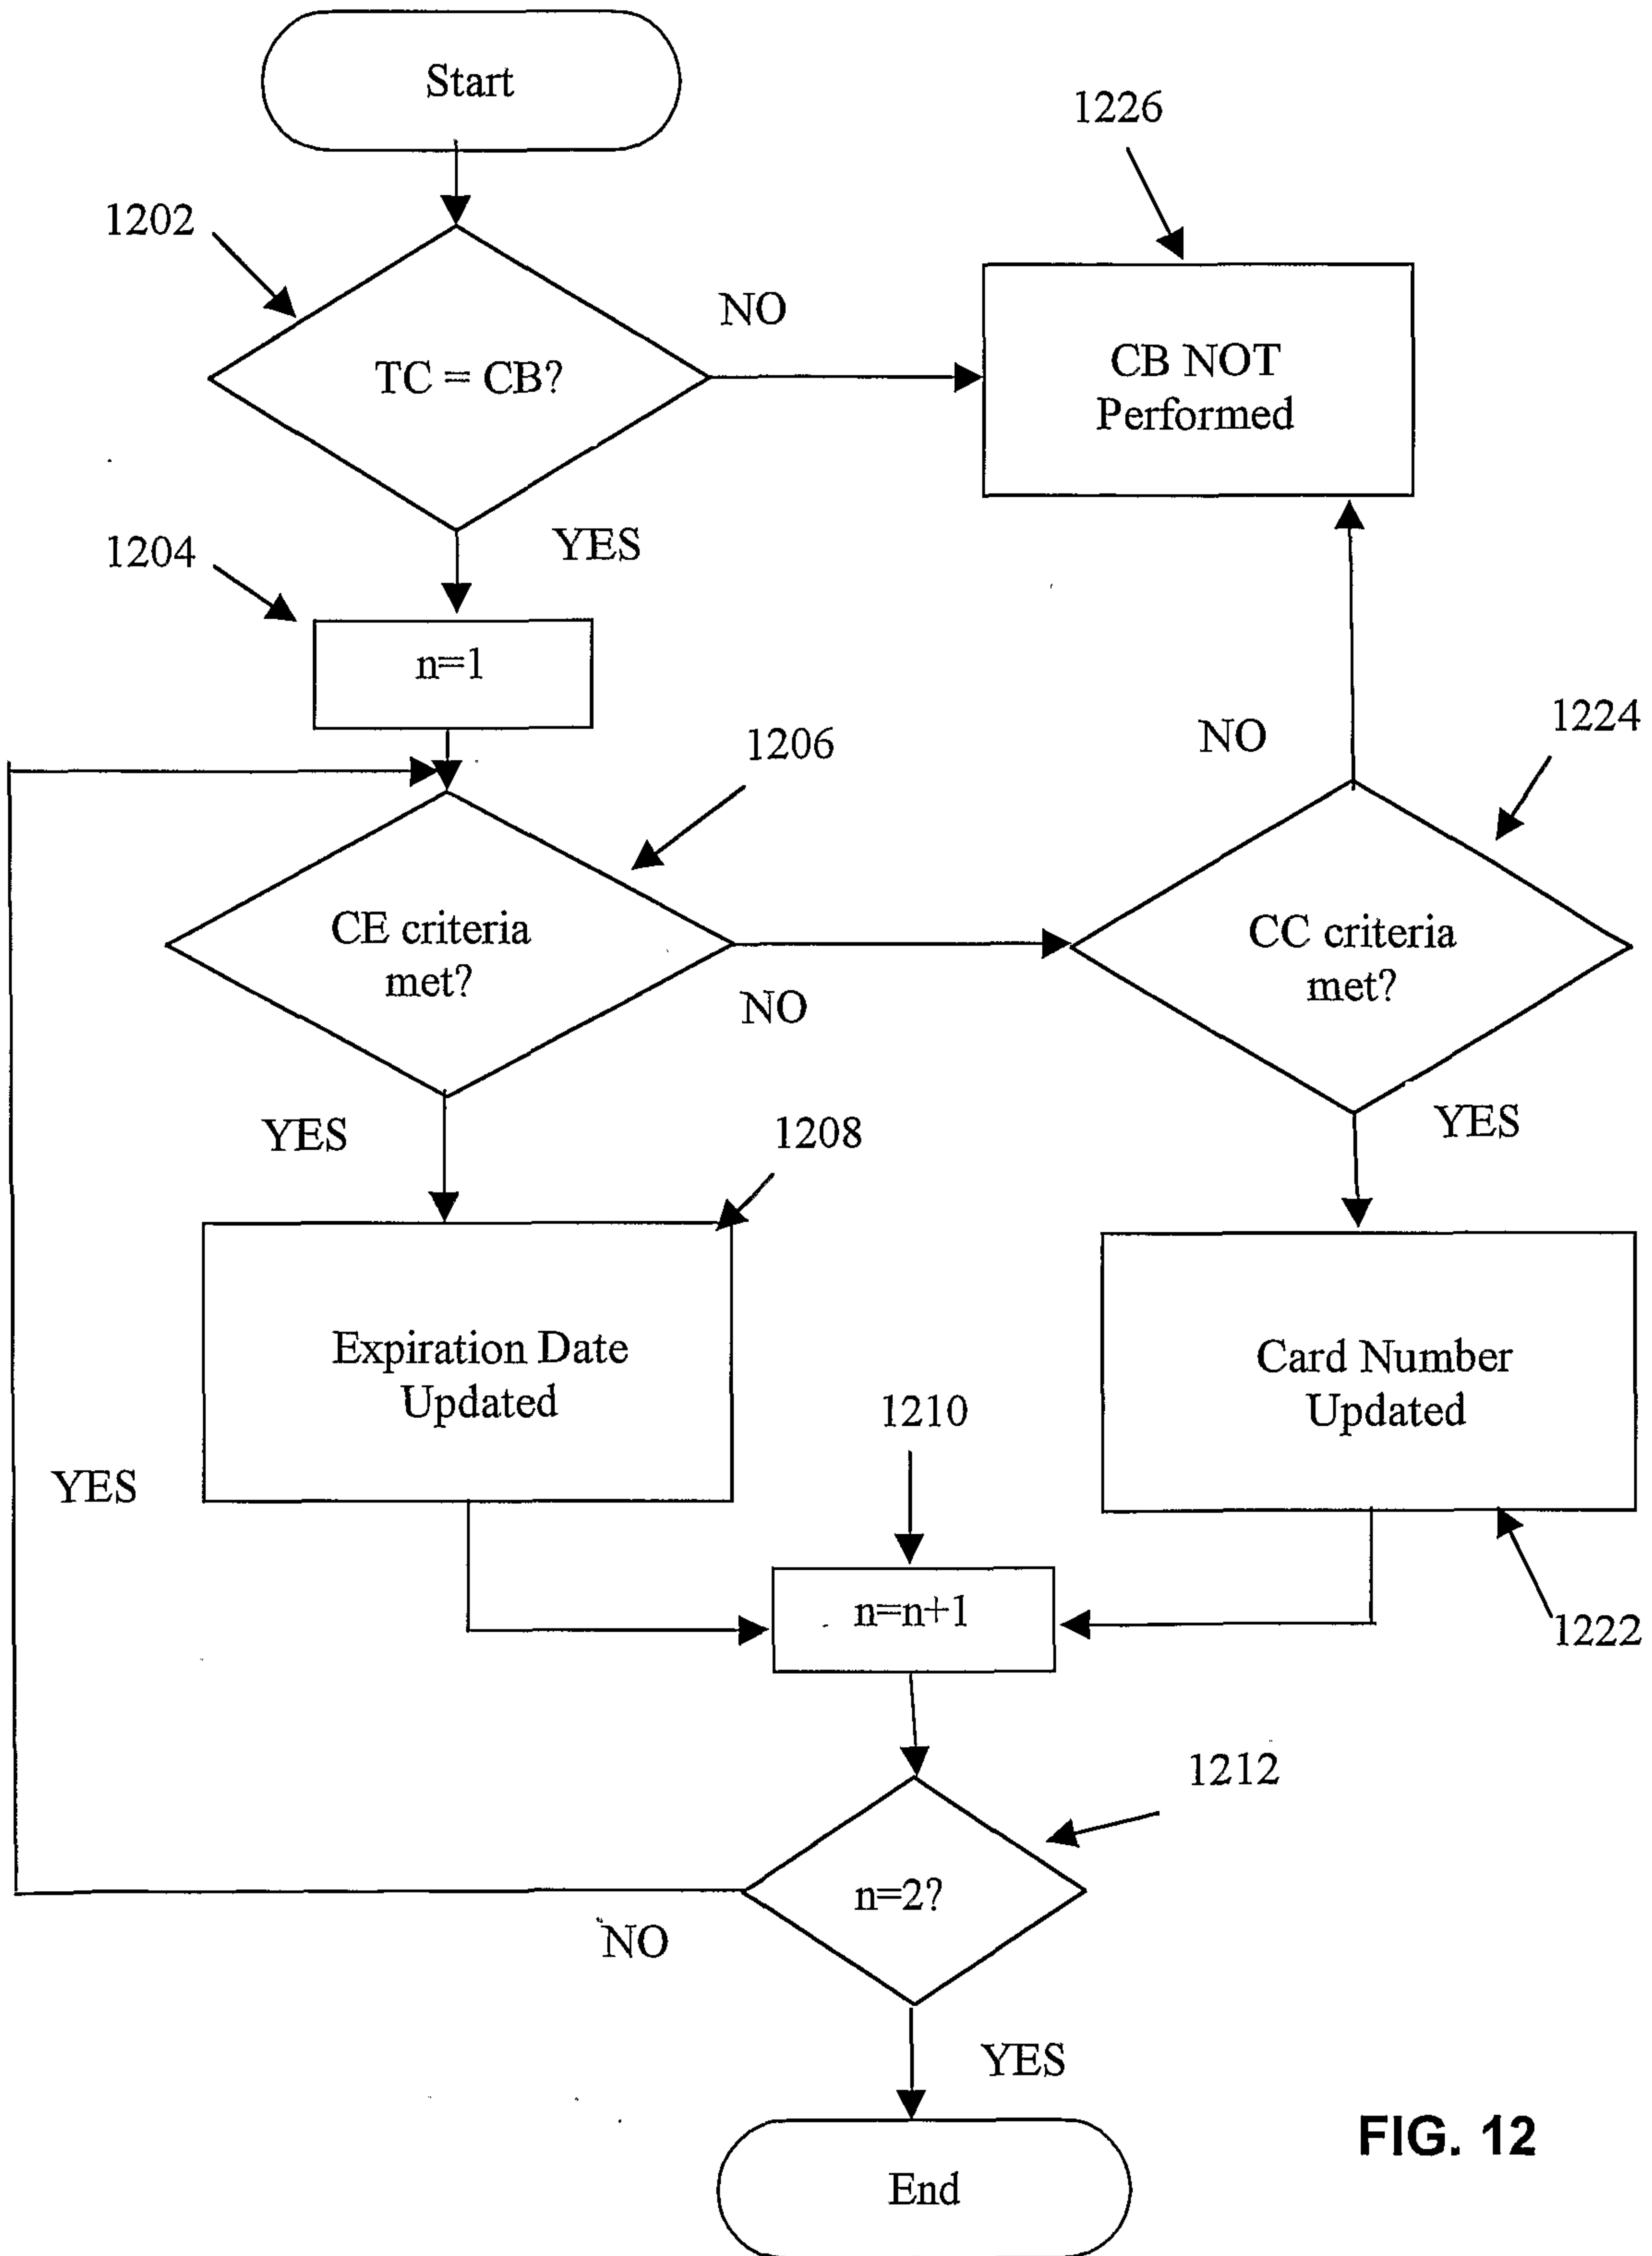 Start
1226
1202
NO
TC = CB?
CB NOT
Performed
YES
1204
n=1
1224
NO
1206
CE criteria
met?
CC criteria
met?
NO
YES
YES
1208
Expiration Date
Updated
Card Number
Updated
1210
YES
n=n+1
1222
1212
n=2?
NO
YES
End
FIG. 12